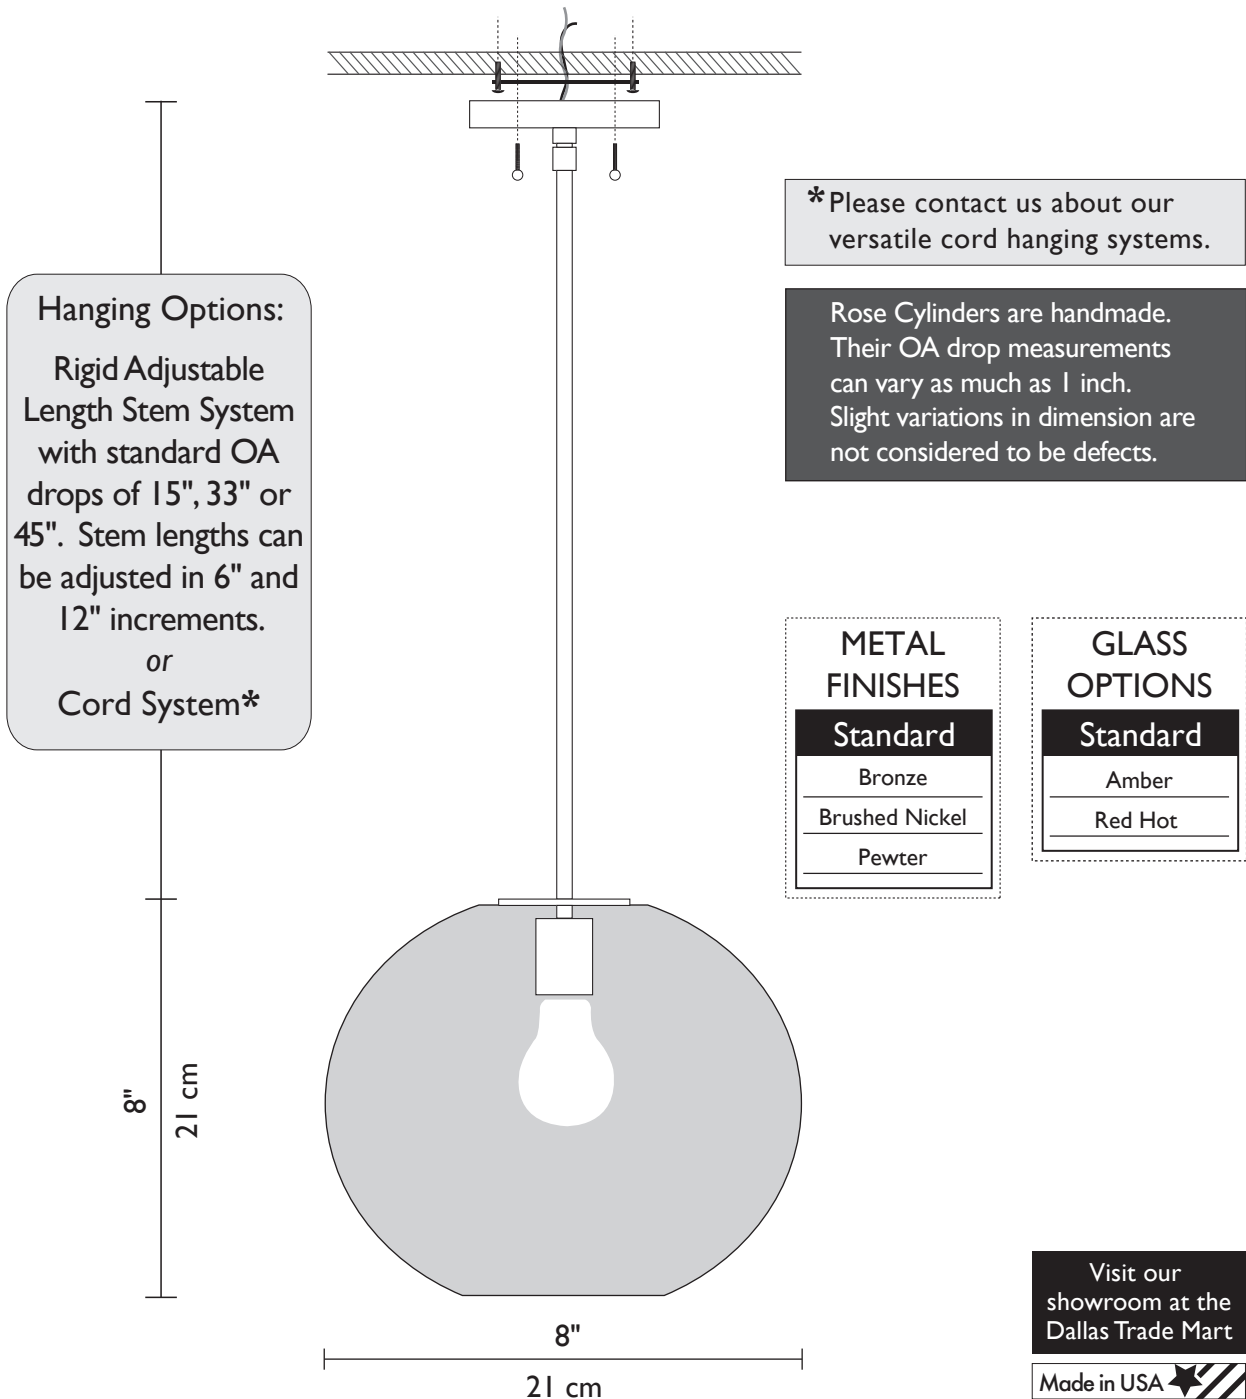 *Please contact us about our
versatile cord hanging systems.
Hanging Options:
Rigid Adjustable
Length Stem System
with standard OA
drops of 15", 33" or
45". Stem lengths can
be adjusted in 6" and
12" increments.
or
Cord System*
Rose Cylinders are handmade.
Their OA drop measurements
can vary as much as 1 inch.
Slight variations in dimension are
not considered to be defects.
METAL
FINISHES
Standard
Bronze
Brushed Nickel
Pewter
GLASS
OPTIONS
Standard
Amber
Red Hot
8"
21 cm
8"
21 cm
Visit our
showroom at the
Dallas Trade Mart
Made in USA